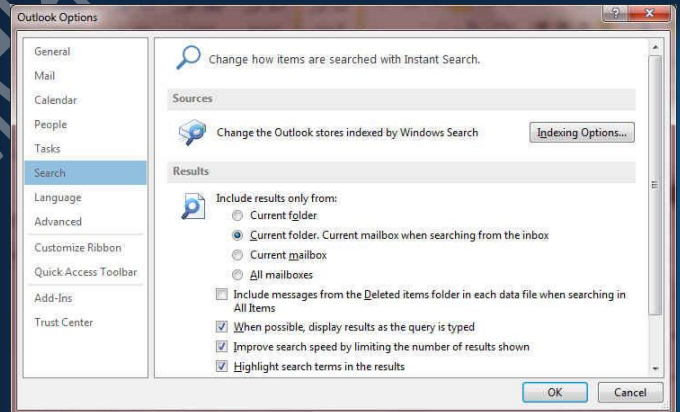 Outlook Options
General
Mail
Calendar
People
Tasks
Search
Language
Advanced
Customize Ribbon
Quick Access Toolbar
Add-Ins
Trust Center
Change how items are searched with Instant Search.
Sources
Change the Outlook stores indexed by Windows Search
Indexing Options...
Results
Include results only from:
Current folder
Current folder. Current mailbox when searching from the inbox
Current mailbox
All mailboxes
Include messages from the Deleted items folder in each data file when searching in
All Items
When possible, display results as the query is typed
Improve search speed by limiting the number of results shown
Highlight search terms in the results
OK
Cancel